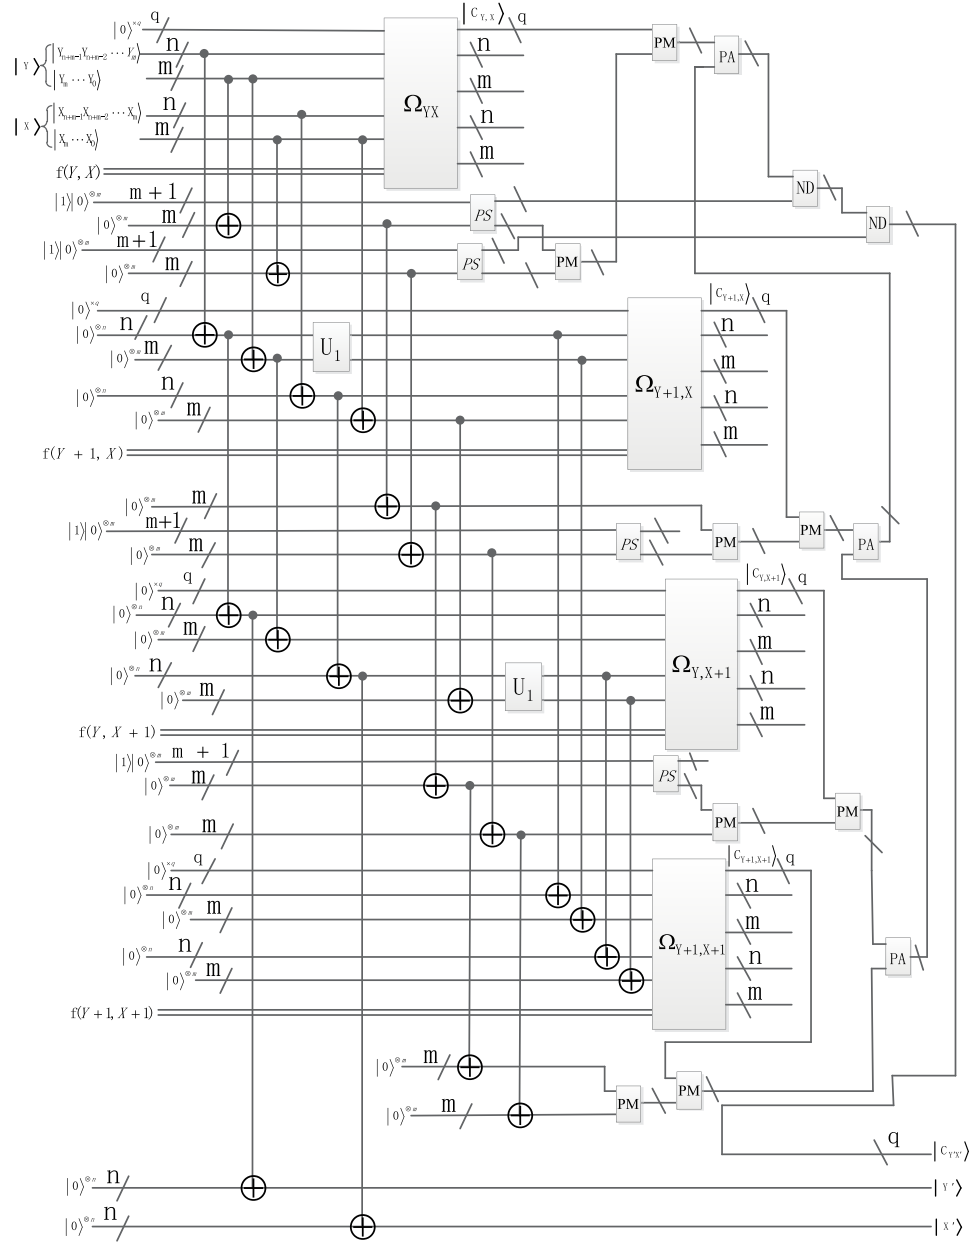 |0⟩^×q q |C_{Y,X}⟩ q
|Y⟩ |Y_{n+m-1}Y_{n+m-2}⋯Y_m⟩ n n PM
|Y_m⋯Y_0⟩ m m PA
|X⟩ |X_{n+m-1}X_{n+m-2}⋯X_m⟩ n Ω_{YX} n
|X_m⋯X_0⟩ m m
f(Y, X)
|1⟩|0⟩^⊗m m + 1 ND
|0⟩^⊗m m PS ND
|1⟩|0⟩^⊗m m+1
|0⟩^⊗m m PS PM
|0⟩^×q q |C_{Y+1,X}⟩ q
|0⟩^⊗n n n
|0⟩^⊗m m U_1 m
|0⟩^⊗n n Ω_{Y+1,X} n
|0⟩^⊗m m m
f(Y + 1, X)
|0⟩^⊗m m
|1⟩|0⟩^⊗m m+1 PS PM PM PA
|0⟩^⊗m m
|0⟩^×q q |C_{Y,X+1}⟩ q
|0⟩^⊗n n n
|0⟩^⊗m m m
|0⟩^⊗n n Ω_{Y,X+1} n
|0⟩^⊗m m U_1 m
f(Y, X + 1)
|1⟩|0⟩^⊗m m + 1
|0⟩^⊗m m PS
|0⟩^⊗m m PM PM
|0⟩^×q q |C_{Y+1,X+1}⟩ q
|0⟩^⊗n n n
|0⟩^⊗m m m
|0⟩^⊗n n Ω_{Y+1,X+1} n PA
|0⟩^⊗m m m
f(Y+1, X+1)
|0⟩^⊗m m
|0⟩^⊗m m PM PM
q |C_{Y'X'}⟩
|0⟩^⊗n n |Y'⟩
|0⟩^⊗n n |X'⟩